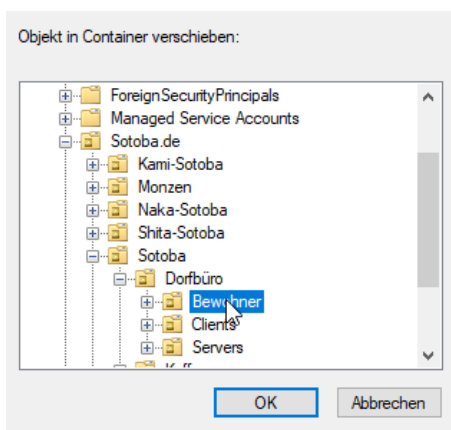 Objekt in Container verschieben:
ForeignSecurityPrincipals
Managed Service Accounts
Sotoba.de
Kami-Sotoba
Monzen
Naka-Sotoba
Shita-Sotoba
Sotoba
Dorfbüro
Bewohner
Clients
Servers
OK Abbrechen